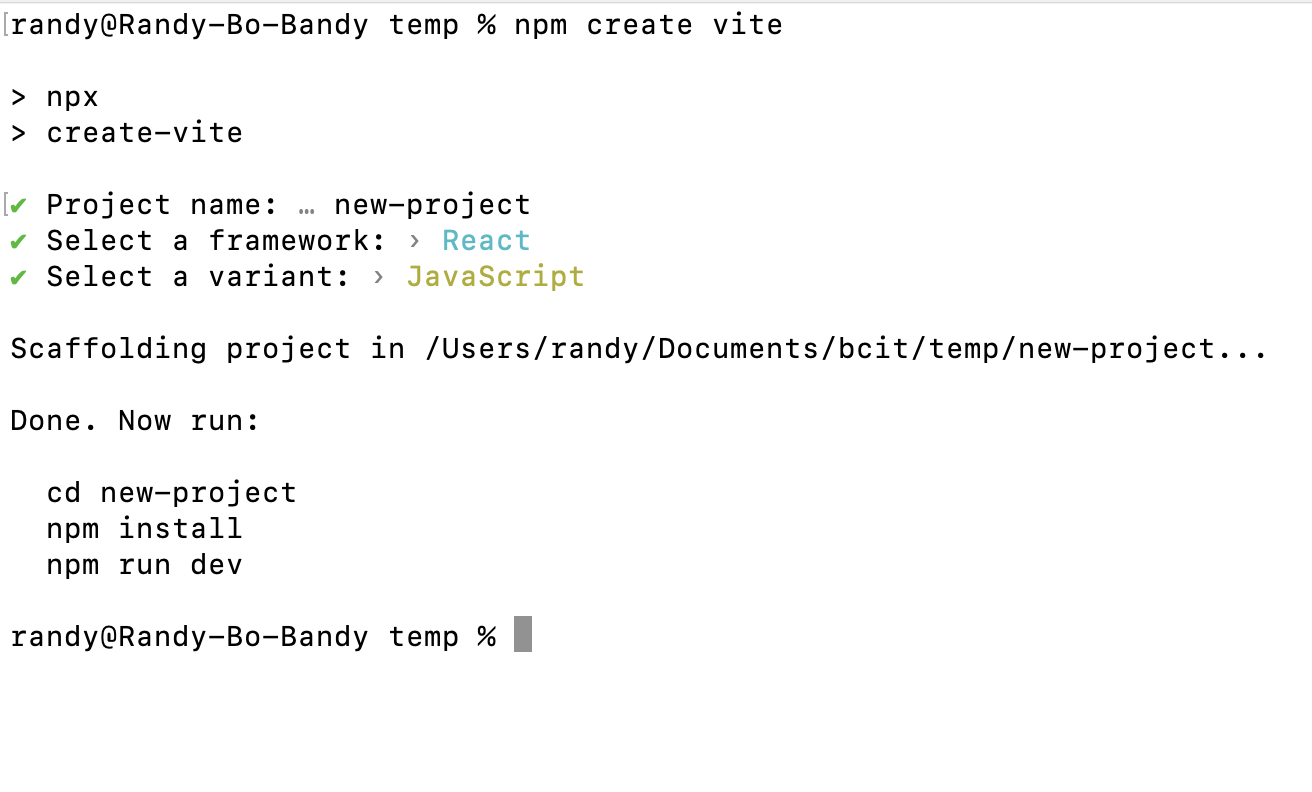 [randy@Randy-Bo-Bandy temp % npm create vite
> npx
> create-vite
[✔ Project name: … new-project
✔ Select a framework: › React
✔ Select a variant: › JavaScript
Scaffolding project in /Users/randy/Documents/bcit/temp/new-project...
Done. Now run:
cd new-project
npm install
npm run dev
randy@Randy-Bo-Bandy temp %